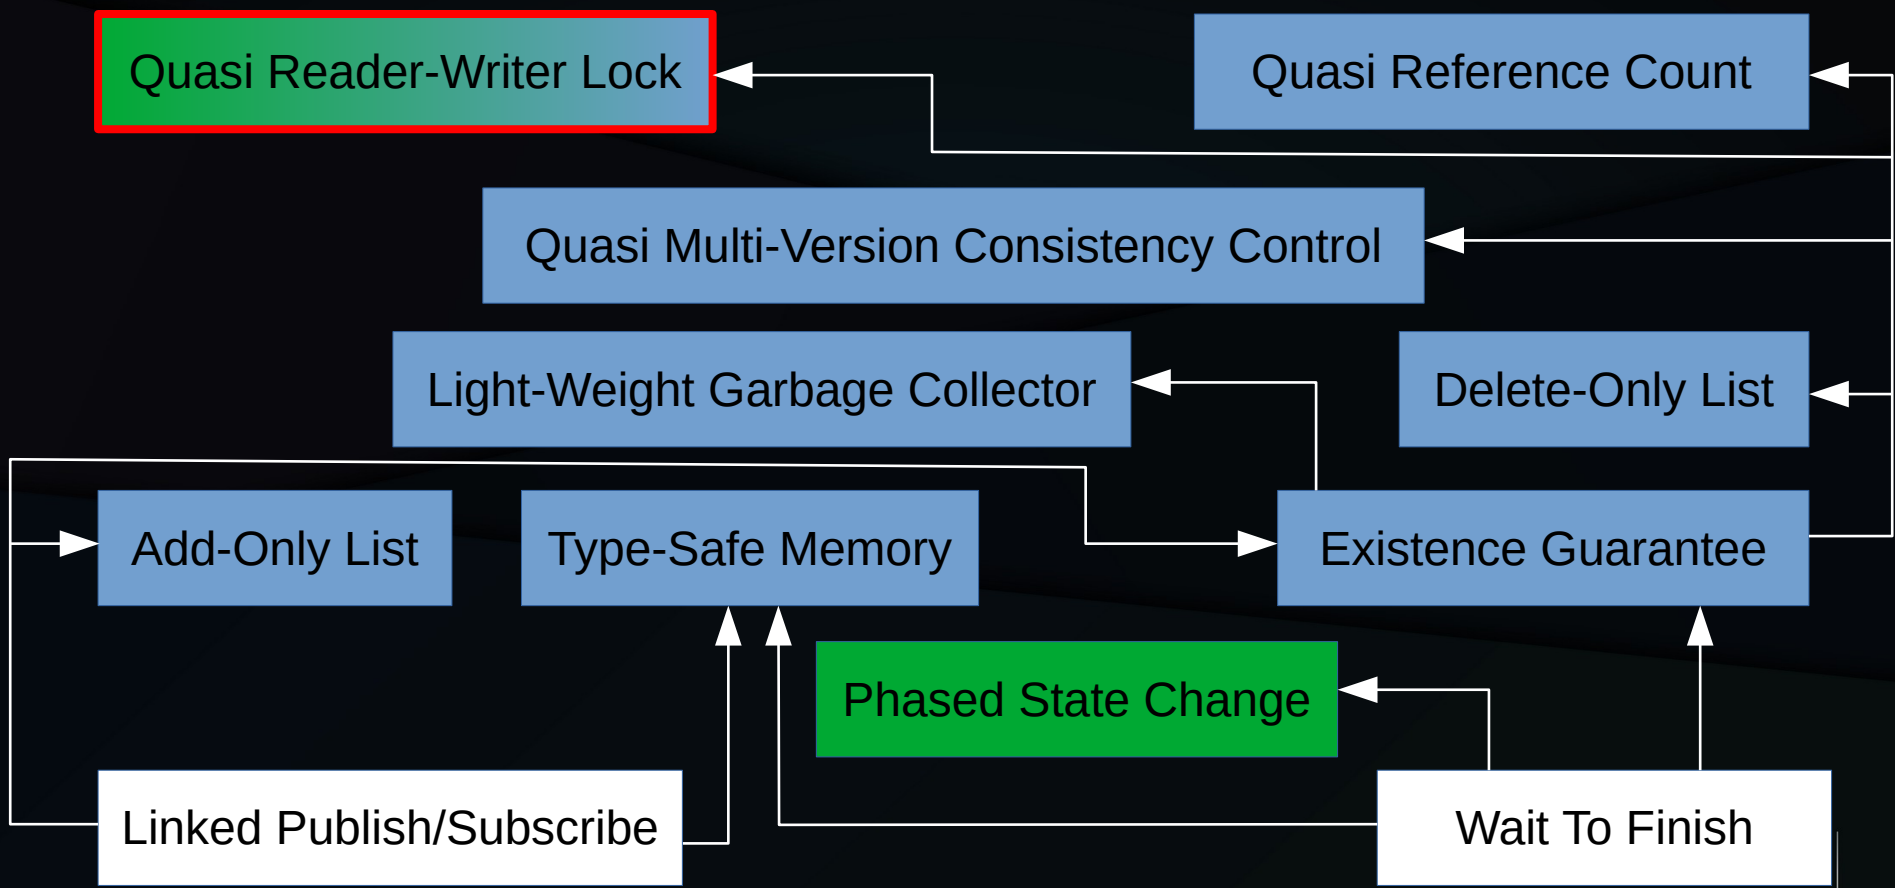 Quasi Reader-Writer Lock
Quasi Reference Count
Quasi Multi-Version Consistency Control
Light-Weight Garbage Collector
Delete-Only List
Add-Only List
Type-Safe Memory
Existence Guarantee
Phased State Change
Linked Publish/Subscribe
Wait To Finish